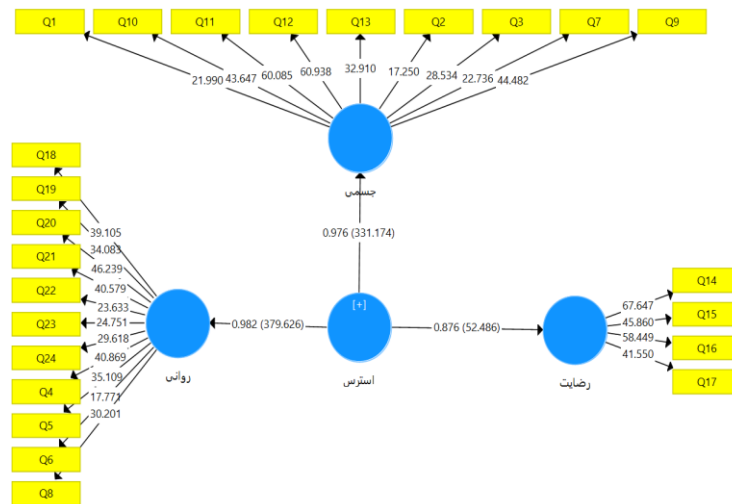 Q1 Q10 Q11 Q12 Q13 Q2 Q3 Q7 Q9
21.990 43.647 60.085 60.938 32.910 17.250 28.534 22.736 44.482
جسمی
0.976 (331.174)
Q18
Q19
Q20
Q21
Q22
Q23
Q24
Q4
Q5
Q6
Q8
39.105
34.083
46.239
40.579
23.633
24.751
29.618
40.869
35.109
17.771
30.201
روانی
0.982 (379.626)
[+]
استرس
0.876 (52.486)
رضایت
67.647
45.860
58.449
41.550
Q14
Q15
Q16
Q17